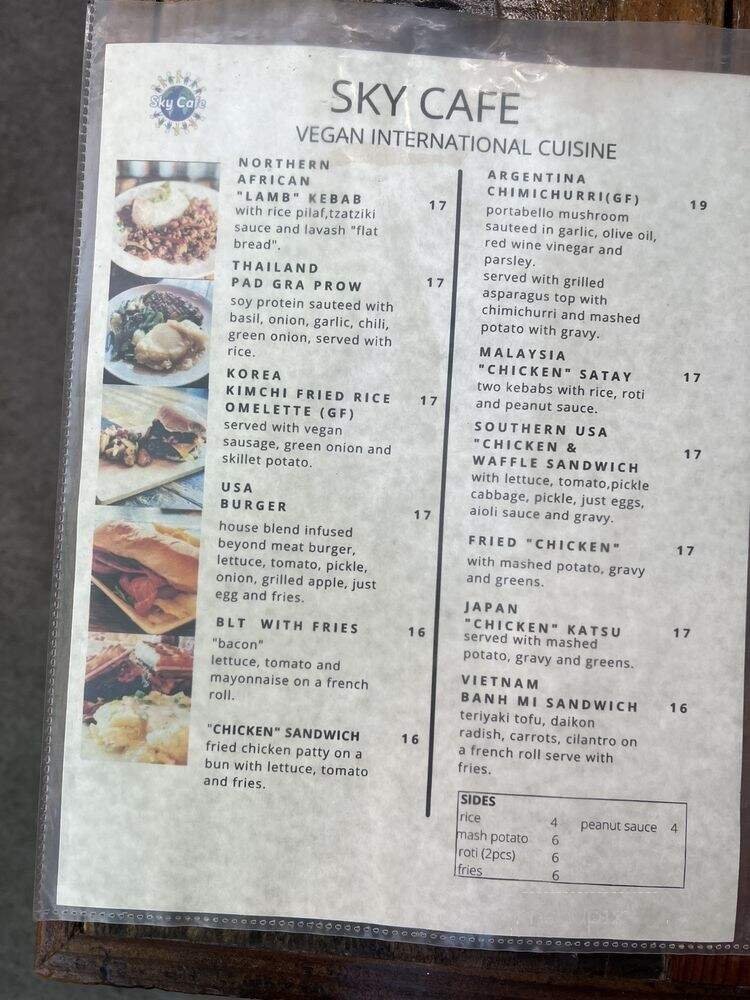 Sky Cafe
SKY CAFE
VEGAN INTERNATIONAL CUISINE
NORTHERN
AFRICAN
"LAMB" KEBAB 17
with rice pilaf,tzatziki
sauce and lavash "flat
bread".
THAILAND
PAD GRA PROW 17
soy protein sauteed with
basil, onion, garlic, chili,
green onion, served with
rice.
KOREA
KIMCHI FRIED RICE 17
OMELETTE (GF)
served with vegan
sausage, green onion and
skillet potato.
USA
BURGER 17
house blend infused
beyond meat burger,
lettuce, tomato, pickle,
onion, grilled apple, just
egg and fries.
BLT WITH FRIES 16
"bacon"
lettuce, tomato and
mayonnaise on a french
roll.
"CHICKEN" SANDWICH 16
fried chicken patty on a
bun with lettuce, tomato
and fries.
ARGENTINA
CHIMICHURRI(GF) 19
portabello mushroom
sauteed in garlic, olive oil,
red wine vinegar and
parsley.
served with grilled
asparagus top with
chimichurri and mashed
potato with gravy.
MALAYSIA
"CHICKEN" SATAY 17
two kebabs with rice, roti
and peanut sauce.
SOUTHERN USA
"CHICKEN & 17
WAFFLE SANDWICH
with lettuce, tomato,pickle
cabbage, pickle, just eggs,
aioli sauce and gravy.
FRIED "CHICKEN" 17
with mashed potato, gravy
and greens.
JAPAN
"CHICKEN" KATSU 17
served with mashed
potato, gravy and greens.
VIETNAM
BANH MI SANDWICH 16
teriyaki tofu, daikon
radish, carrots, cilantro on
a french roll serve with
fries.
SIDES
rice 4 peanut sauce 4
mash potato 6
roti (2pcs) 6
fries 6